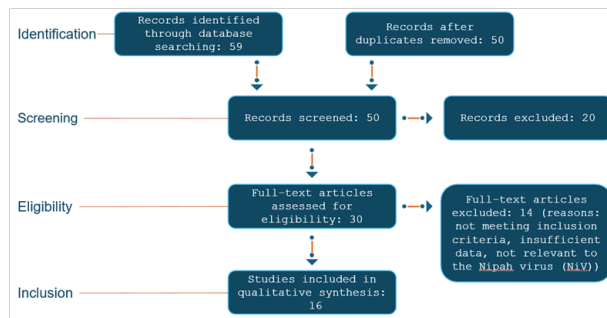 Identification
Records identified
through database
searching: 59
Records after
duplicates removed: 50
Screening
Records screened: 50
Records excluded: 20
Eligibility
Full-text articles
assessed for
eligibility: 30
Full-text articles
excluded: 14 (reasons:
not meeting inclusion
criteria, insufficient
data, not relevant to
the Nipah virus (NiV))
Inclusion
Studies included in
qualitative synthesis:
16